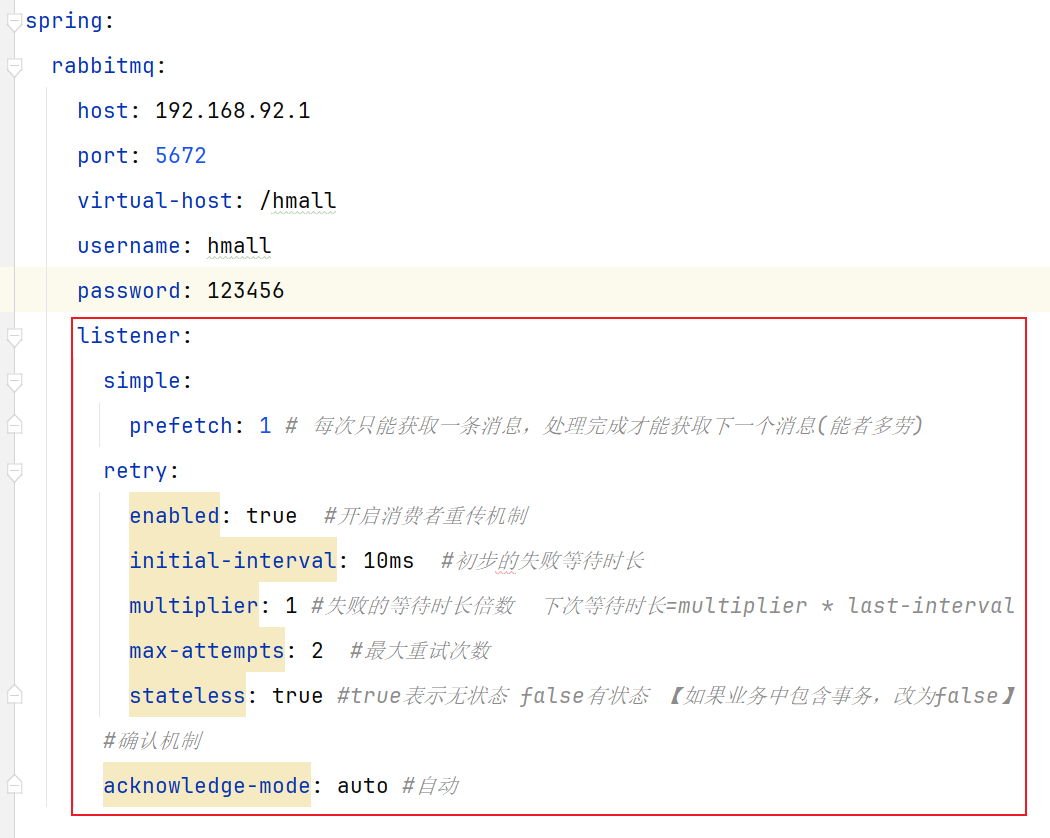 spring:
rabbitmq:
host: 192.168.92.1
port: 5672
virtual-host: /hmall
username: hmall
password: 123456
listener:
simple:
prefetch: 1 # 每次只能获取一条消息，处理完成才能获取下一个消息(能者多劳)
retry:
enabled: true #开启消费者重传机制
initial-interval: 10ms #初步的失败等待时长
multiplier: 1 #失败的等待时长倍数 下次等待时长=multiplier * last-interval
max-attempts: 2 #最大重试次数
stateless: true #true表示无状态 false有状态 【如果业务中包含事务，改为false】
#确认机制
acknowledge-mode: auto #自动